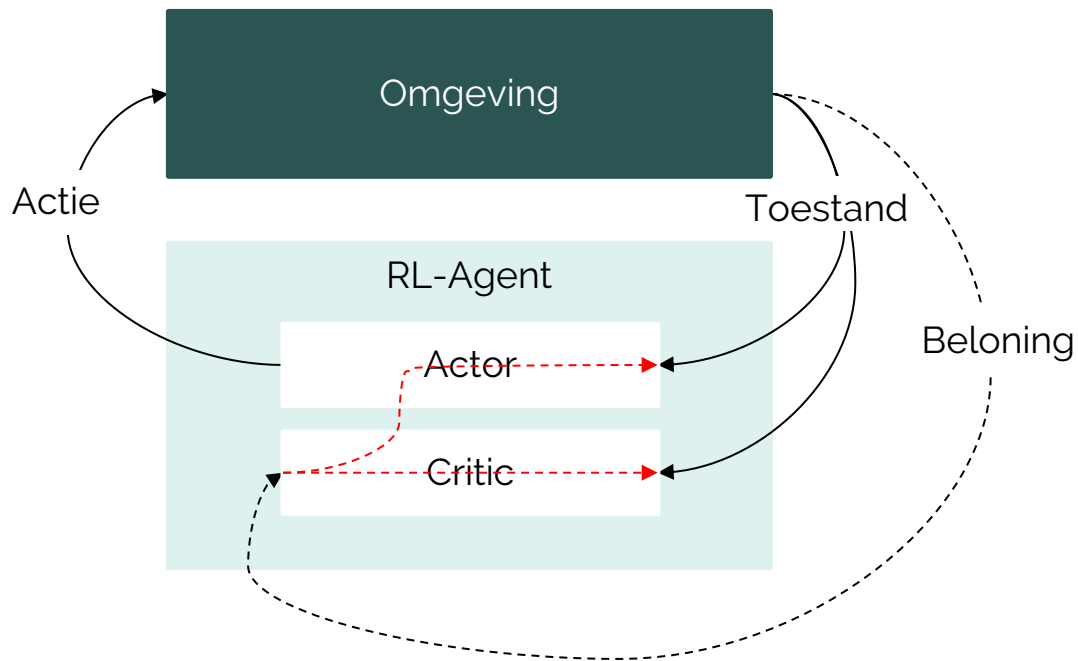 Omgeving
Actie
Toestand
RL-Agent
Beloning
Actor
Critic